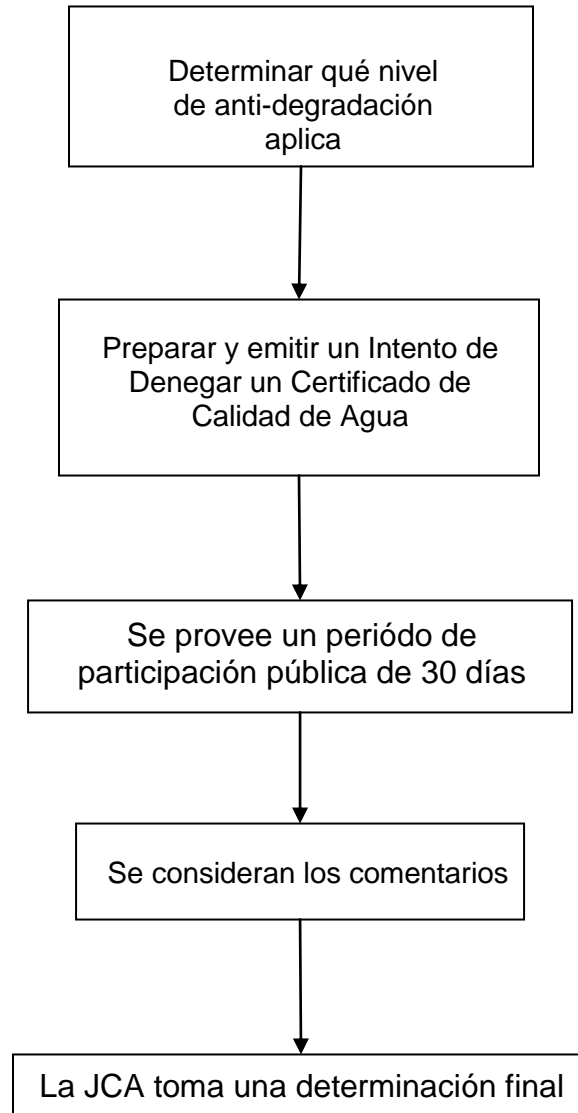 Determinar qué nivel
de anti-degradación
aplica
Preparar y emitir un Intento de
Denegar un Certificado de
Calidad de Agua
Se provee un periódo de
participación pública de 30 días
Se consideran los comentarios
La JCA toma una determinación final